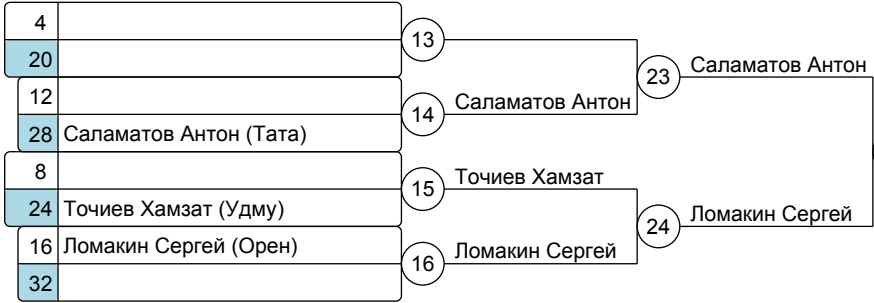 4
13
20
Саламатов Антон
23
12
Саламатов Антон
14
28 Саламатов Антон (Тата)
8
Точиев Хамзат
15
24 Точиев Хамзат (Удму)
Ломакин Сергей
24
16 Ломакин Сергей (Орен)
Ломакин Сергей
16
32